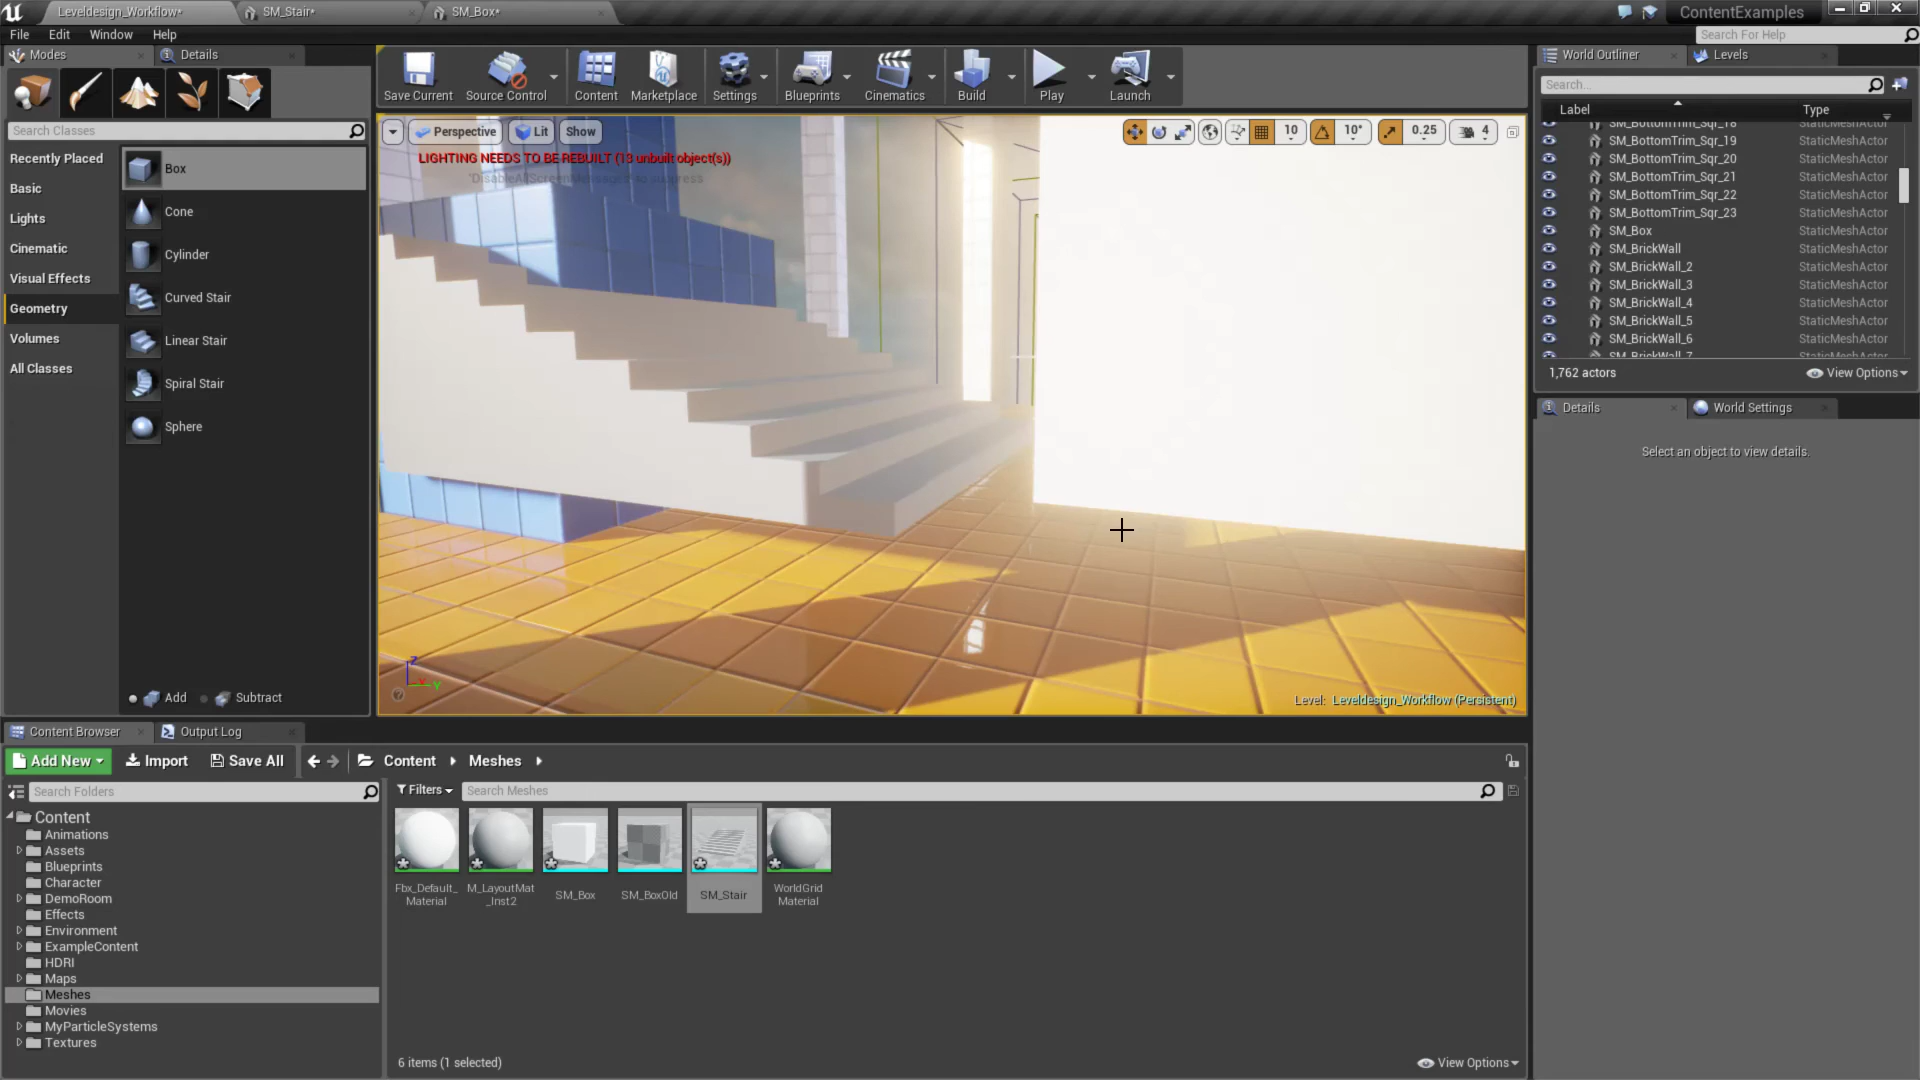 Leveldesign_Workflow*
SM_Stair*
SM_Box*
ContentExamples
File
Edit
Window
Help
Search For Help
Modes
Details
Search Classes
Recently Placed
Basic
Lights
Cinematic
Visual Effects
Geometry
Volumes
All Classes
Box
Cone
Cylinder
Curved Stair
Linear Stair
Spiral Stair
Sphere
Add
Subtract
Save Current
Source Control
Content
Marketplace
Settings
Blueprints
Cinematics
Build
Play
Launch
Perspective
Lit
Show
10
10°
0.25
4
LIGHTING NEEDS TO BE REBUILT (13 unbuilt object(s))
'DisableAllScreenMessages' to suppress
Z
Y
Level: Leveldesign_Workflow (Persistent)
World Outliner
Levels
Search...
Label
Type
SM_BottomTrim_Sqr_18 StaticMeshActor
SM_BottomTrim_Sqr_19 StaticMeshActor
SM_BottomTrim_Sqr_20 StaticMeshActor
SM_BottomTrim_Sqr_21 StaticMeshActor
SM_BottomTrim_Sqr_22 StaticMeshActor
SM_BottomTrim_Sqr_23 StaticMeshActor
SM_Box StaticMeshActor
SM_BrickWall StaticMeshActor
SM_BrickWall_2 StaticMeshActor
SM_BrickWall_3 StaticMeshActor
SM_BrickWall_4 StaticMeshActor
SM_BrickWall_5 StaticMeshActor
SM_BrickWall_6 StaticMeshActor
SM_BrickWall_7 StaticMeshActor
1,762 actors
View Options
Details
World Settings
Select an object to view details.
Content Browser
Output Log
Add New
Import
Save All
Content
Meshes
Search Folders
Filters
Search Meshes
Content
Animations
Assets
Blueprints
Character
DemoRoom
Effects
Environment
ExampleContent
HDRI
Maps
Meshes
Movies
MyParticleSystems
Textures
Fbx_Default_
Material
M_LayoutMat
_Inst2
SM_Box
SM_BoxOld
SM_Stair
WorldGrid
Material
6 items (1 selected)
View Options